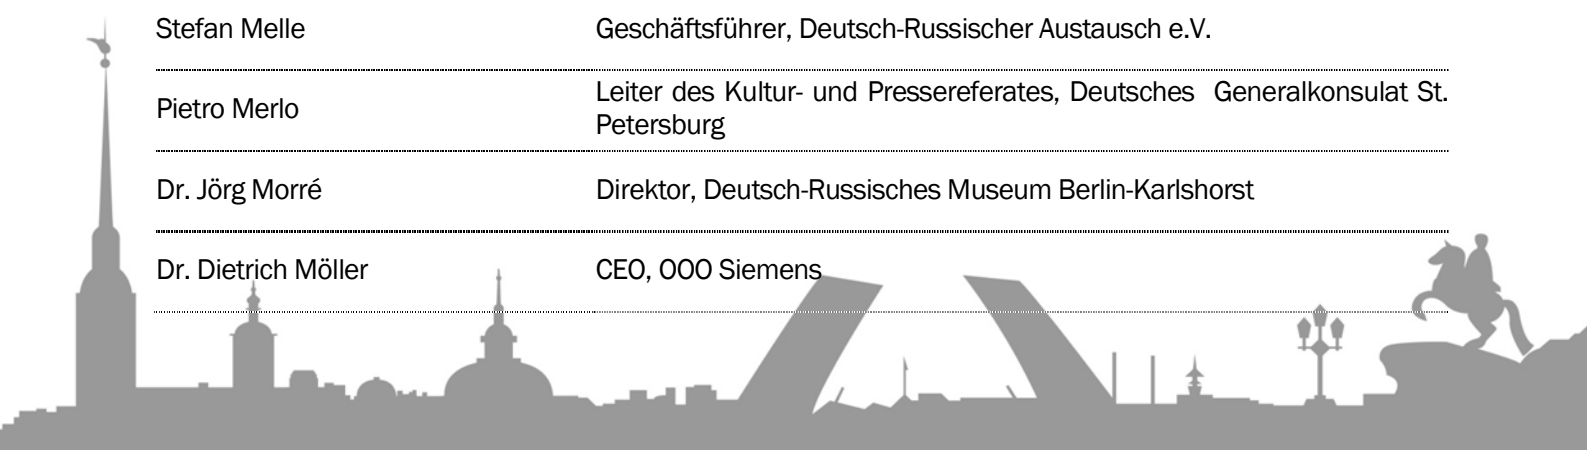 Stefan Melle Geschäftsführer, Deutsch-Russischer Austausch e.V.
Pietro Merlo Leiter des Kultur- und Pressereferates, Deutsches Generalkonsulat St.
Petersburg
Dr. Jörg Morré Direktor, Deutsch-Russisches Museum Berlin-Karlshorst
Dr. Dietrich Möller CEO, OOO Siemens